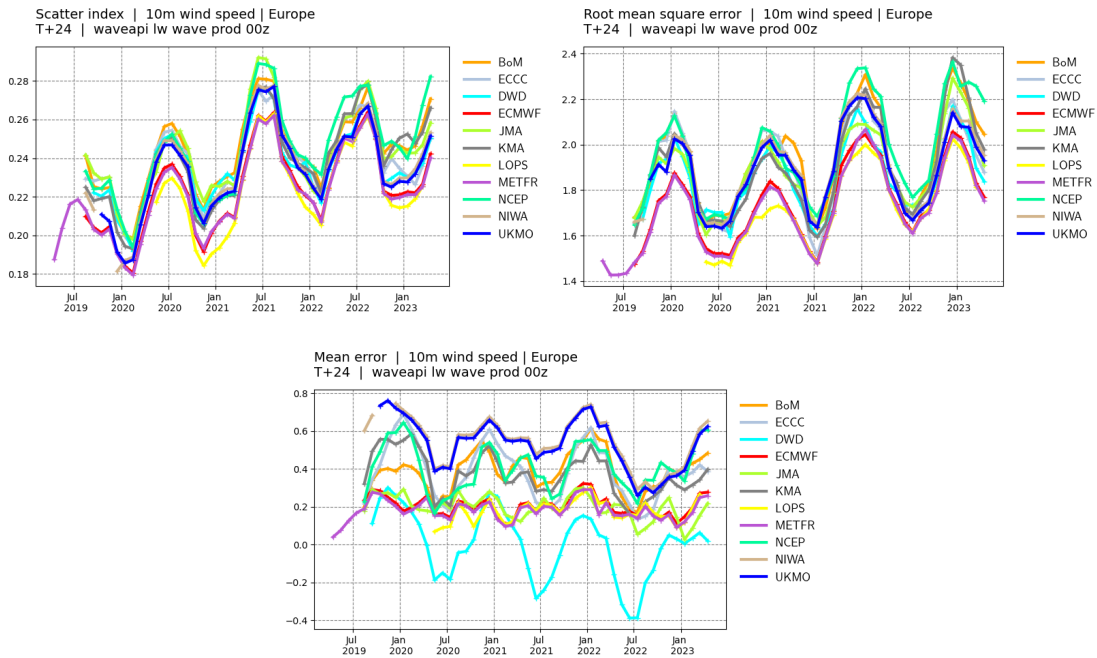 Scatter index | 10m wind speed | Europe
T+24 | waveapi lw wave prod 00z
0.28
0.26
0.24
0.22
0.20
0.18
Jul 2019
Jan 2020
Jul 2020
Jan 2021
Jul 2021
Jan 2022
Jul 2022
Jan 2023
BoM
ECCC
DWD
ECMWF
JMA
KMA
LOPS
METFR
NCEP
NIWA
UKMO
Root mean square error | 10m wind speed | Europe
T+24 | waveapi lw wave prod 00z
2.4
2.2
2.0
1.8
1.6
1.4
Jul 2019
Jan 2020
Jul 2020
Jan 2021
Jul 2021
Jan 2022
Jul 2022
Jan 2023
BoM
ECCC
DWD
ECMWF
JMA
KMA
LOPS
METFR
NCEP
NIWA
UKMO
Mean error | 10m wind speed | Europe
T+24 | waveapi lw wave prod 00z
0.8
0.6
0.4
0.2
0.0
−0.2
−0.4
Jul 2019
Jan 2020
Jul 2020
Jan 2021
Jul 2021
Jan 2022
Jul 2022
Jan 2023
BoM
ECCC
DWD
ECMWF
JMA
KMA
LOPS
METFR
NCEP
NIWA
UKMO